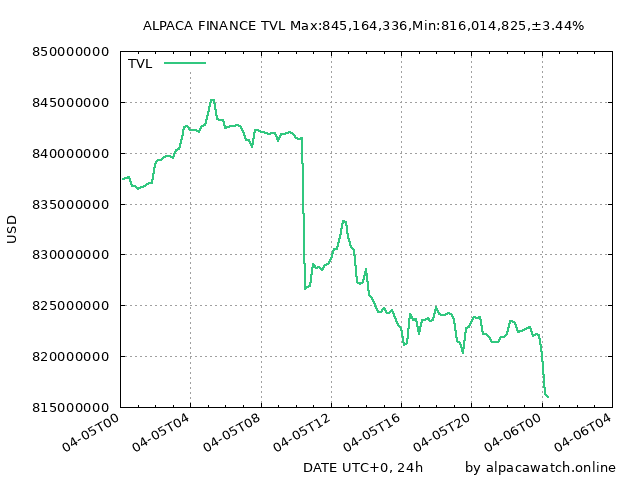 ALPACA FINANCE TVL Max:845,164,336,Min:816,014,825,±3.44%
TVL
850000000
845000000
840000000
835000000
830000000
825000000
820000000
815000000
USD
04-05T00
04-05T04
04-05T08
04-05T12
04-05T16
04-05T20
04-06T00
04-06T04
DATE UTC+0, 24h
by alpacawatch.online